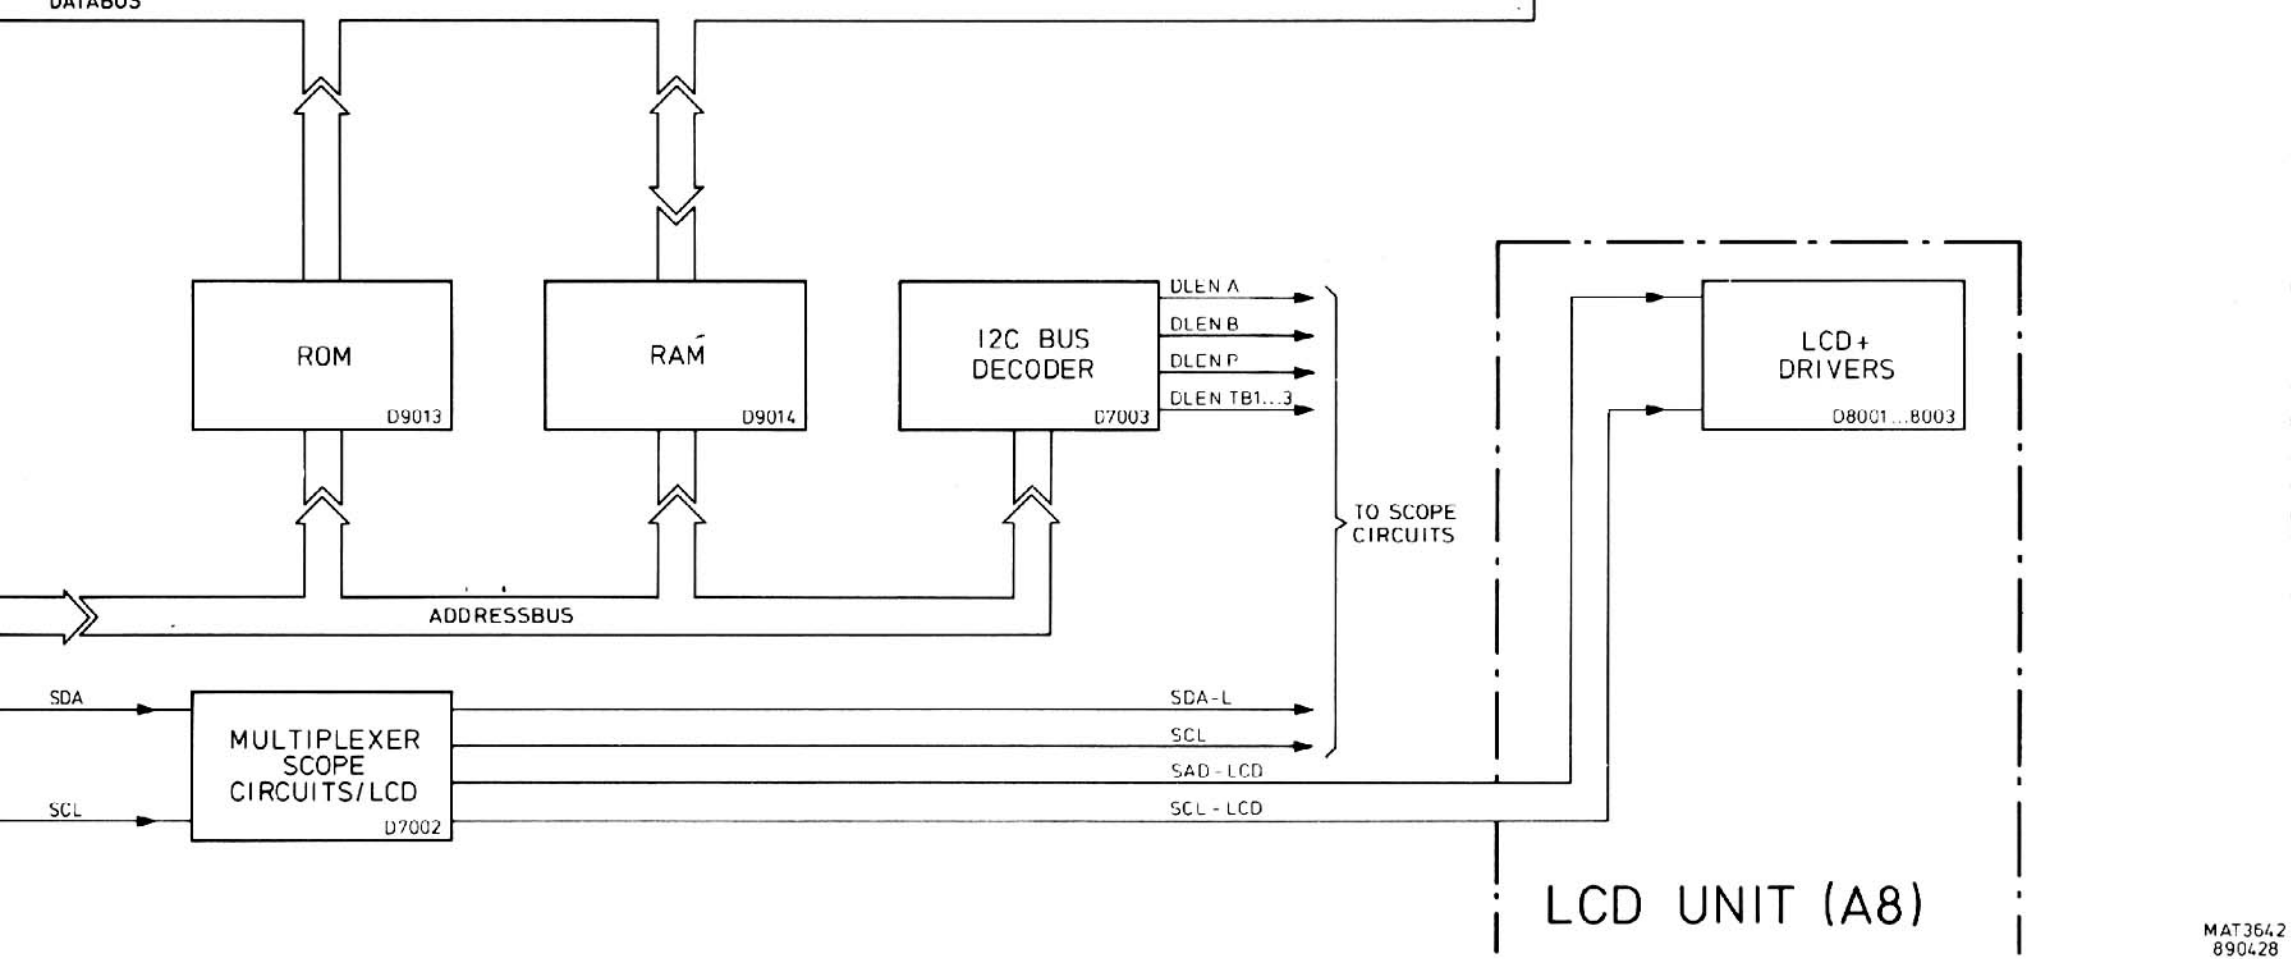 DATABUS
ROM
D9013
RAM
D9014
I2C BUS
DECODER
D7003
DLEN A
DLEN B
DLEN P
DLEN TB1...3
LCD+
DRIVERS
D8001...8003
TO SCOPE
CIRCUITS
ADDRESSBUS
SDA
SCL
MULTIPLEXER
SCOPE
CIRCUITS/LCD
D7002
SDA-L
SCL
SAD-LCD
SCL-LCD
LCD UNIT (A8)
MAT3642
890428